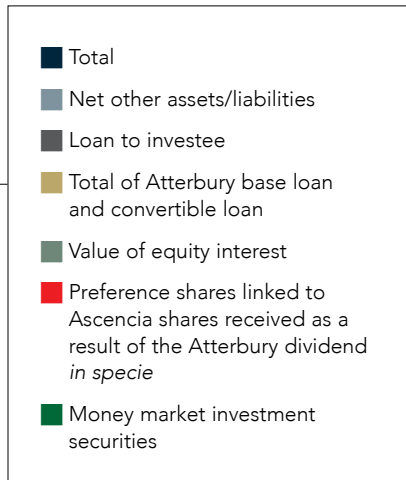 Total
Net other assets/liabilities
Loan to investee
Total of Atterbury base loan
and convertible loan
Value of equity interest
Preference shares linked to
Ascencia shares received as a
result of the Atterbury dividend
in specie
Money market investment
securities